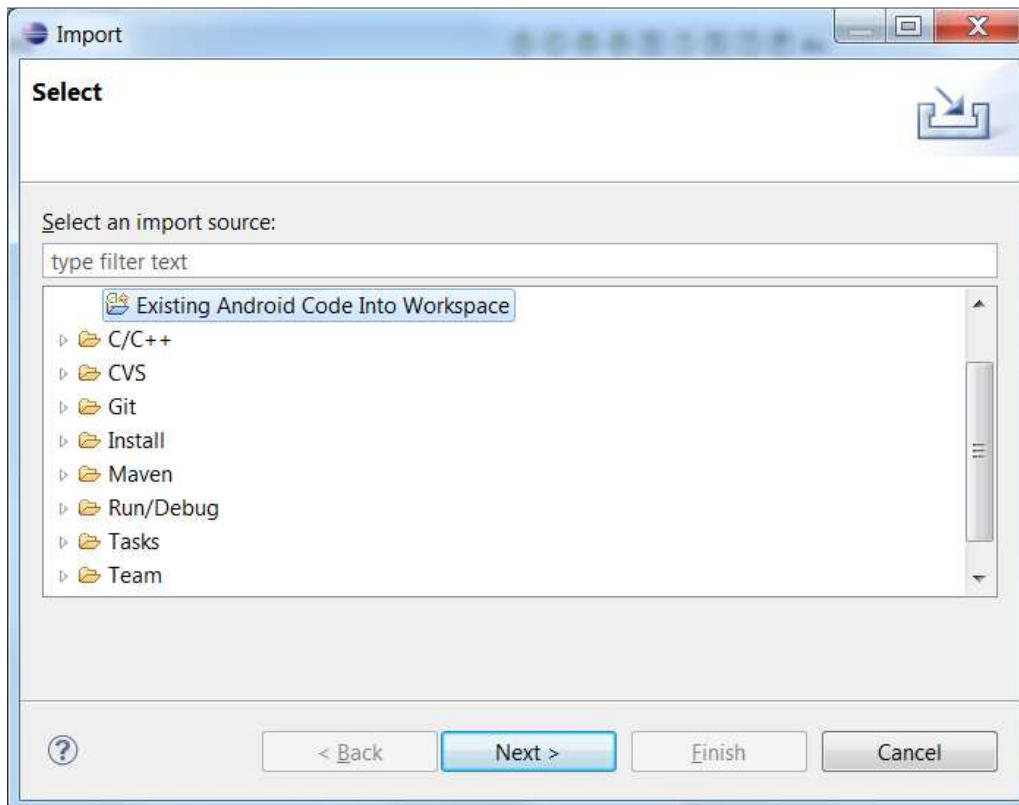 Import
Select
Select an import source:
type filter text
Existing Android Code Into Workspace
C/C++
CVS
Git
Install
Maven
Run/Debug
Tasks
Team
< Back Next > Finish Cancel